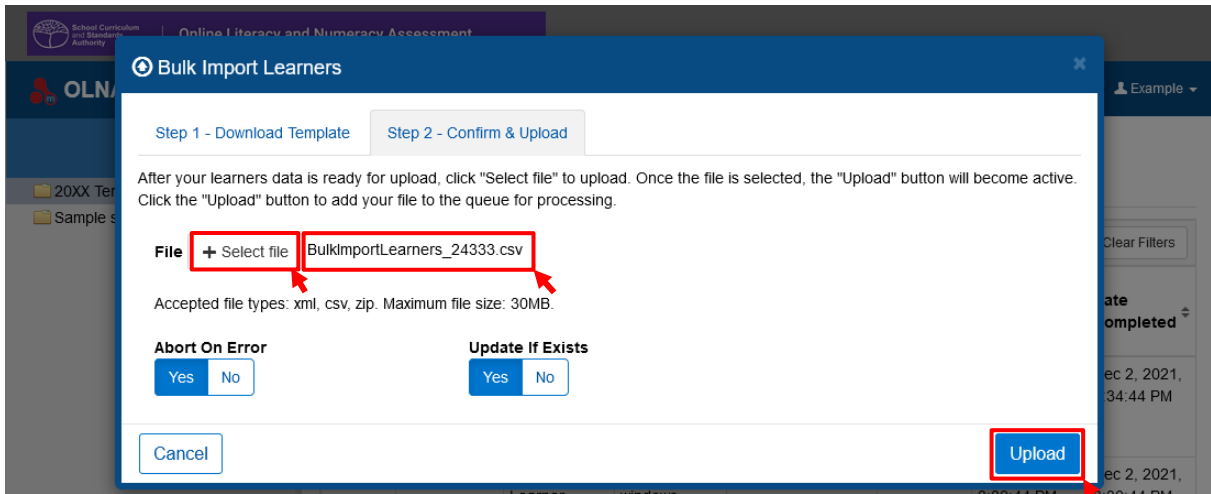 School Curriculum
and Standards
Authority
Online Literacy and Numeracy Assessment
Bulk Import Learners
OLNA
Example
Step 1 - Download Template
Step 2 - Confirm & Upload
After your learners data is ready for upload, click "Select file" to upload. Once the file is selected, the "Upload" button will become active.
Click the "Upload" button to add your file to the queue for processing.
20XX Ter
Sample s
File + Select file BulkImportLearners_24333.csv
Clear Filters
Accepted file types: xml, csv, zip. Maximum file size: 30MB.
ate
ompleted
Abort On Error
Update If Exists
Yes No
Yes No
ec 2, 2021,
:34:44 PM
Cancel
Upload
ec 2, 2021,